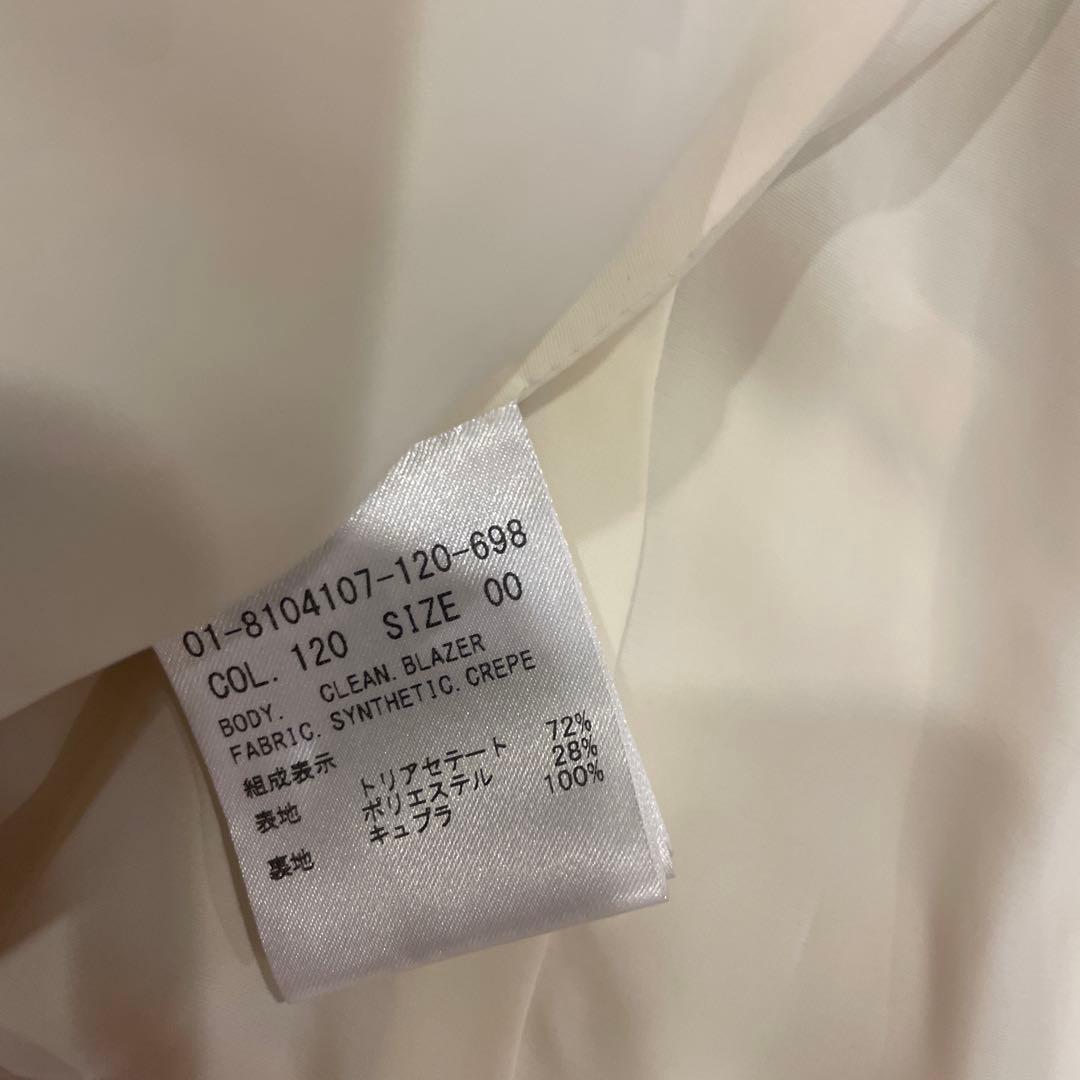 01-8104107-120-698
COL. 120 SIZE 00
BODY. CLEAN. BLAZER
FABRIC. SYNTHETIC. CREPE
組成表示
表地 トリアセテート 72%
ポリエステル 28%
裏地 キュプラ 100%